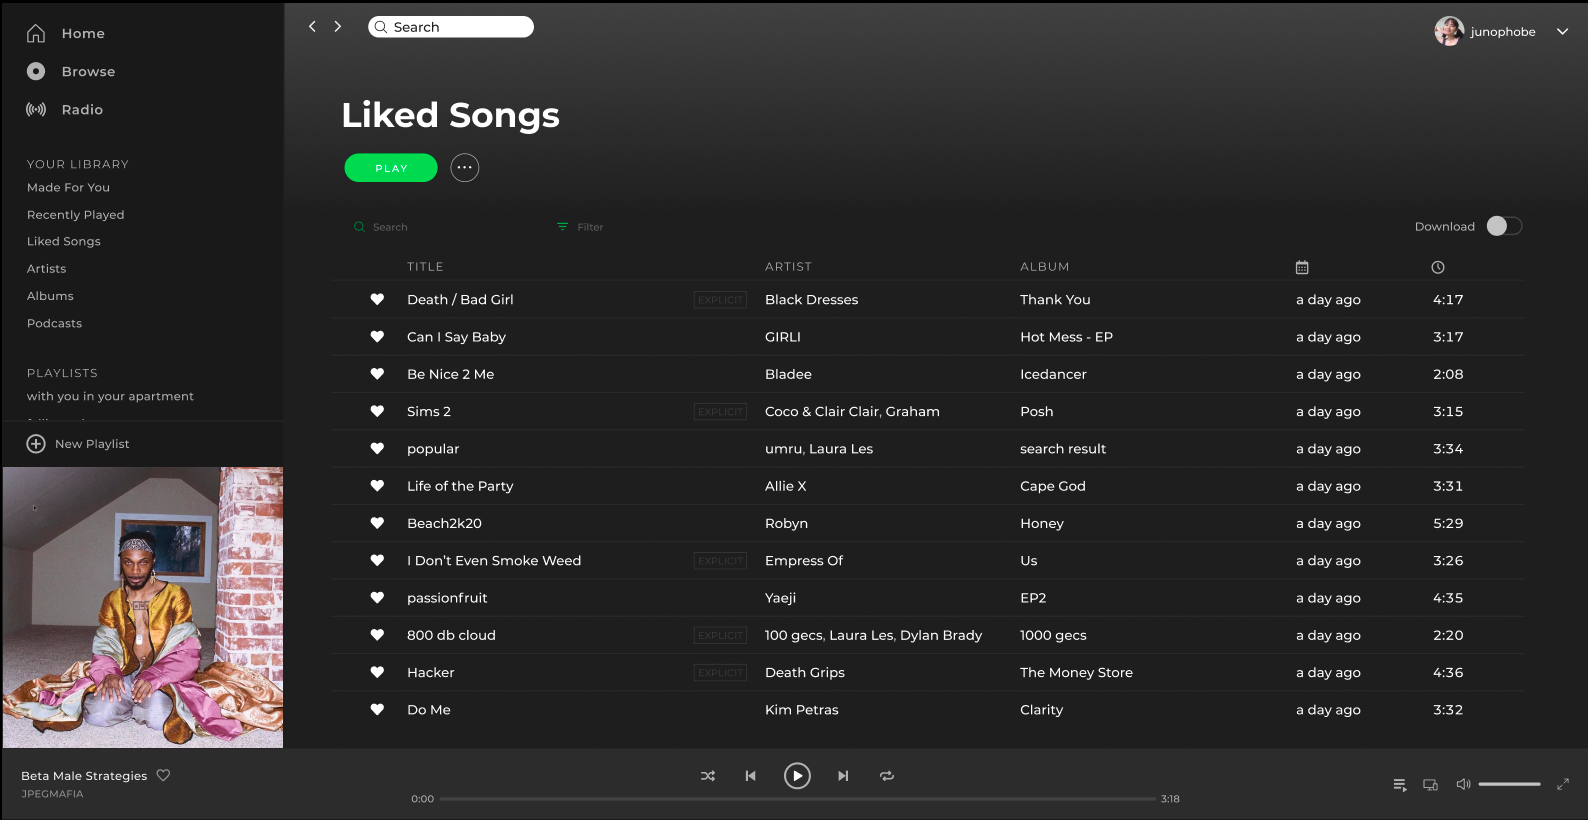 Home
Browse
Radio
YOUR LIBRARY
Made For You
Recently Played
Liked Songs
Artists
Albums
Podcasts
PLAYLISTS
with you in your apartment
New Playlist
Search
junophobe
Liked Songs
PLAY
Search Filter Download
TITLE ARTIST ALBUM
Death / Bad Girl EXPLICIT Black Dresses Thank You a day ago 4:17
Can I Say Baby GIRLI Hot Mess - EP a day ago 3:17
Be Nice 2 Me Bladee Icedancer a day ago 2:08
Sims 2 EXPLICIT Coco & Clair Clair, Graham Posh a day ago 3:15
popular umru, Laura Les search result a day ago 3:34
Life of the Party Allie X Cape God a day ago 3:31
Beach2k20 Robyn Honey a day ago 5:29
I Don’t Even Smoke Weed EXPLICIT Empress Of Us a day ago 3:26
passionfruit Yaeji EP2 a day ago 4:35
800 db cloud EXPLICIT 100 gecs, Laura Les, Dylan Brady 1000 gecs a day ago 2:20
Hacker EXPLICIT Death Grips The Money Store a day ago 4:36
Do Me Kim Petras Clarity a day ago 3:32
Beta Male Strategies
JPEGMAFIA
0:00 3:18